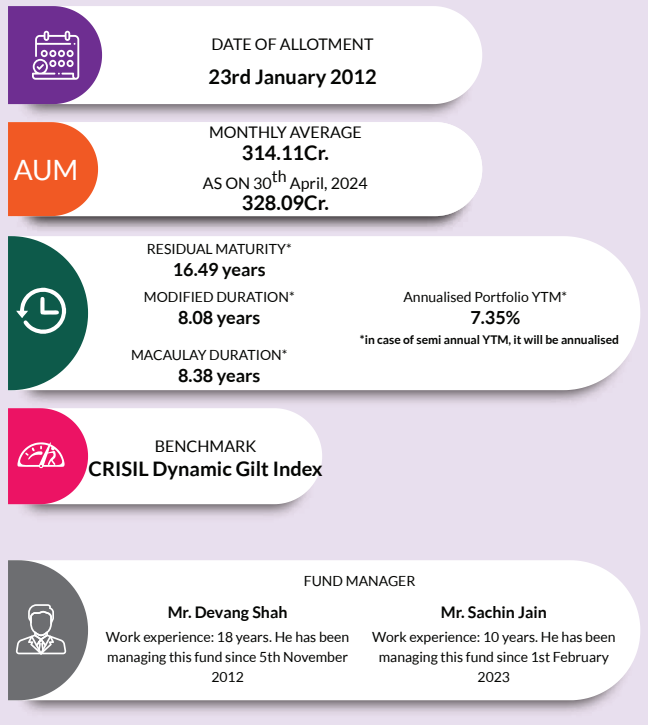 DATE OF ALLOTMENT
23rd January 2012
AUM
MONTHLY AVERAGE
314.11Cr.
AS ON 30th April, 2024
328.09Cr.
RESIDUAL MATURITY*
16.49 years
MODIFIED DURATION*
8.08 years
MACAULAY DURATION*
8.38 years
Annualised Portfolio YTM*
7.35%
*in case of semi annual YTM, it will be annualised
BENCHMARK
CRISIL Dynamic Gilt Index
FUND MANAGER
Mr. Devang Shah
Work experience: 18 years. He has been
managing this fund since 5th November
2012
Mr. Sachin Jain
Work experience: 10 years. He has been
managing this fund since 1st February
2023